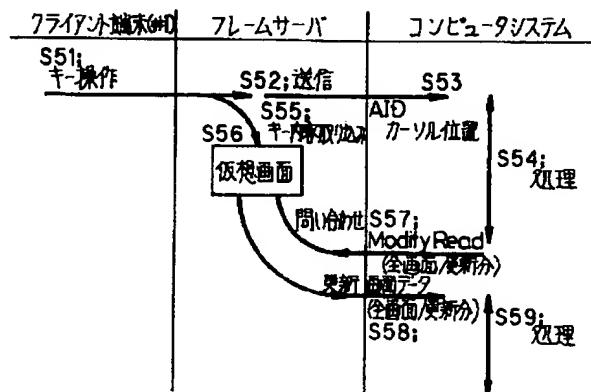 クライアント端末(#1)
フレームサーバ
コンピュータシステム
S51;
キー操作
S52;送信
S53
S55;
キー内容取り込み
AID
カーソル位置
S56
仮想画面
S54;
処理
問い合わせ
S57;
Modify Read
(全画面/更新分)
更新
画面データ
(全画面/更新分)
S58;
S59;
処理